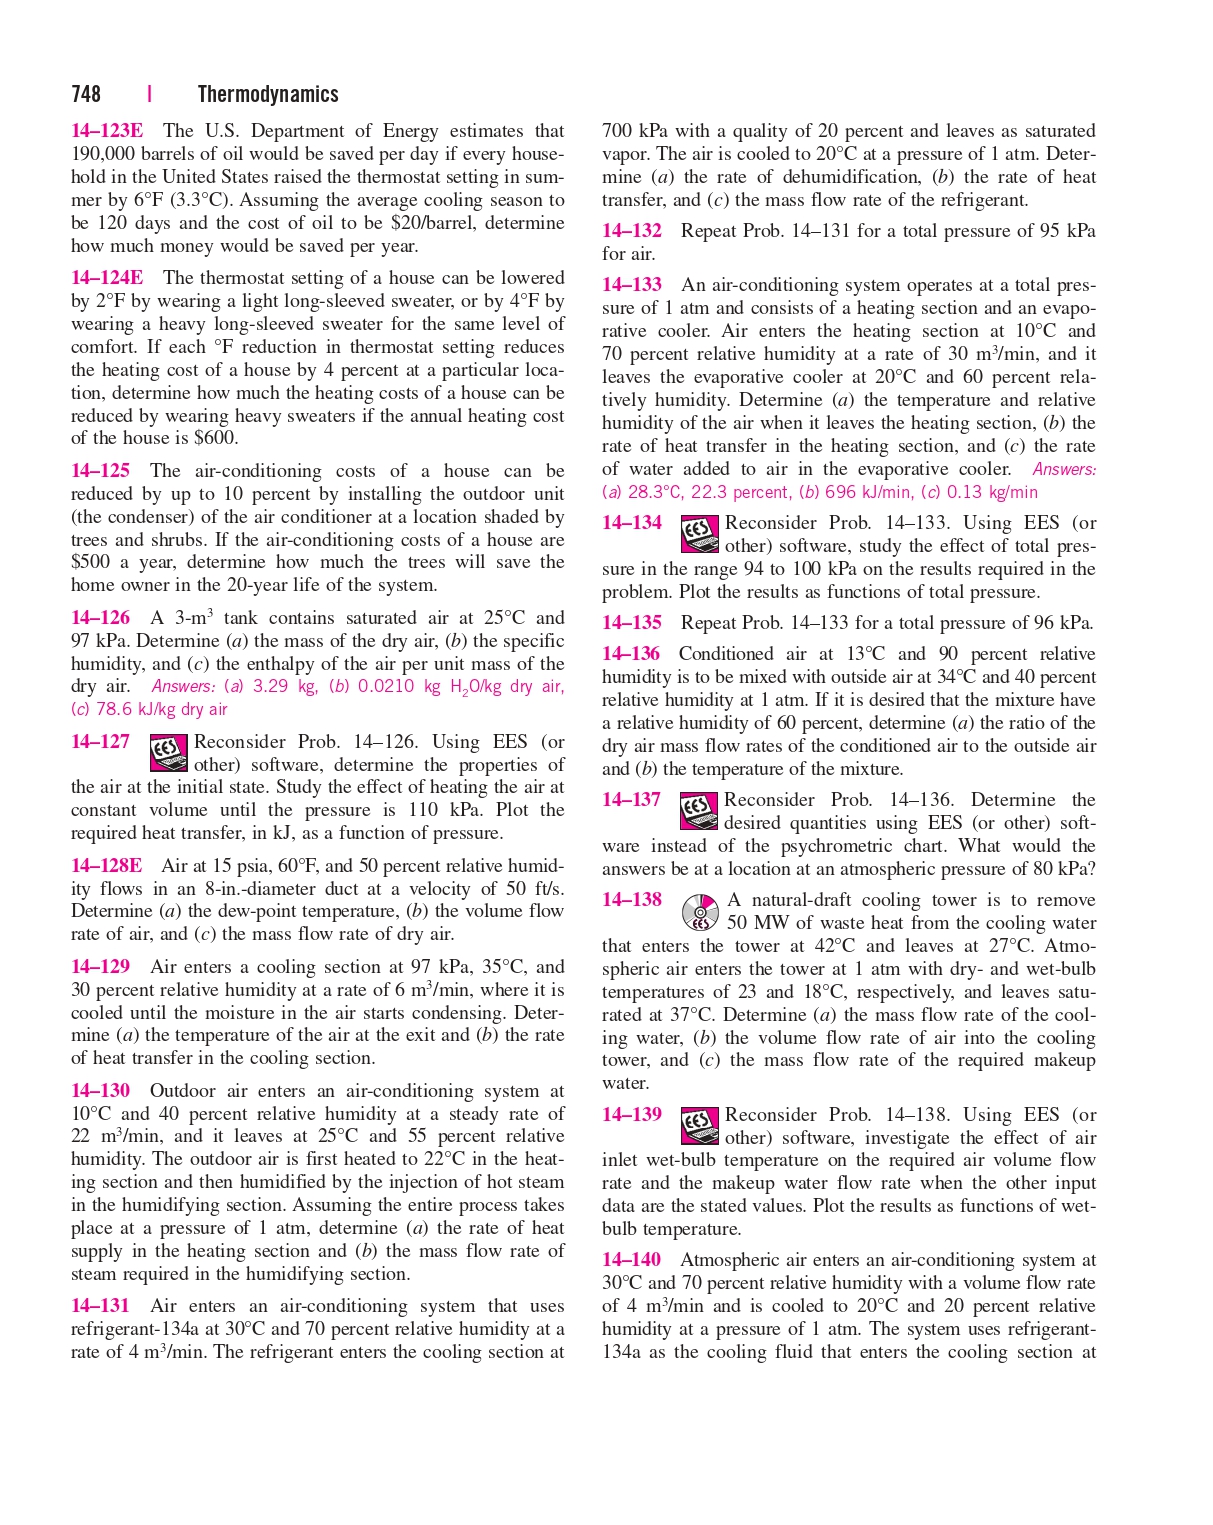 748 | Thermodynamics
14–123E The U.S. Department of Energy estimates that
190,000 barrels of oil would be saved per day if every house-
hold in the United States raised the thermostat setting in sum-
mer by 6°F (3.3°C). Assuming the average cooling season to
be 120 days and the cost of oil to be $20/barrel, determine
how much money would be saved per year.
14–124E The thermostat setting of a house can be lowered
by 2°F by wearing a light long-sleeved sweater, or by 4°F by
wearing a heavy long-sleeved sweater for the same level of
comfort. If each °F reduction in thermostat setting reduces
the heating cost of a house by 4 percent at a particular loca-
tion, determine how much the heating costs of a house can be
reduced by wearing heavy sweaters if the annual heating cost
of the house is $600.
14–125 The air-conditioning costs of a house can be
reduced by up to 10 percent by installing the outdoor unit
(the condenser) of the air conditioner at a location shaded by
trees and shrubs. If the air-conditioning costs of a house are
$500 a year, determine how much the trees will save the
home owner in the 20-year life of the system.
14–126 A 3-m³ tank contains saturated air at 25°C and
97 kPa. Determine (a) the mass of the dry air, (b) the specific
humidity, and (c) the enthalpy of the air per unit mass of the
dry air. Answers: (a) 3.29 kg, (b) 0.0210 kg H₂O/kg dry air,
(c) 78.6 kJ/kg dry air
14–127 EES Reconsider Prob. 14–126. Using EES (or
other) software, determine the properties of
the air at the initial state. Study the effect of heating the air at
constant volume until the pressure is 110 kPa. Plot the
required heat transfer, in kJ, as a function of pressure.
14–128E Air at 15 psia, 60°F, and 50 percent relative humid-
ity flows in an 8-in.-diameter duct at a velocity of 50 ft/s.
Determine (a) the dew-point temperature, (b) the volume flow
rate of air, and (c) the mass flow rate of dry air.
14–129 Air enters a cooling section at 97 kPa, 35°C, and
30 percent relative humidity at a rate of 6 m³/min, where it is
cooled until the moisture in the air starts condensing. Deter-
mine (a) the temperature of the air at the exit and (b) the rate
of heat transfer in the cooling section.
14–130 Outdoor air enters an air-conditioning system at
10°C and 40 percent relative humidity at a steady rate of
22 m³/min, and it leaves at 25°C and 55 percent relative
humidity. The outdoor air is first heated to 22°C in the heat-
ing section and then humidified by the injection of hot steam
in the humidifying section. Assuming the entire process takes
place at a pressure of 1 atm, determine (a) the rate of heat
supply in the heating section and (b) the mass flow rate of
steam required in the humidifying section.
14–131 Air enters an air-conditioning system that uses
refrigerant-134a at 30°C and 70 percent relative humidity at a
rate of 4 m³/min. The refrigerant enters the cooling section at
700 kPa with a quality of 20 percent and leaves as saturated
vapor. The air is cooled to 20°C at a pressure of 1 atm. Deter-
mine (a) the rate of dehumidification, (b) the rate of heat
transfer, and (c) the mass flow rate of the refrigerant.
14–132 Repeat Prob. 14–131 for a total pressure of 95 kPa
for air.
14–133 An air-conditioning system operates at a total pres-
sure of 1 atm and consists of a heating section and an evapo-
rative cooler. Air enters the heating section at 10°C and
70 percent relative humidity at a rate of 30 m³/min, and it
leaves the evaporative cooler at 20°C and 60 percent rela-
tively humidity. Determine (a) the temperature and relative
humidity of the air when it leaves the heating section, (b) the
rate of heat transfer in the heating section, and (c) the rate
of water added to air in the evaporative cooler. Answers:
(a) 28.3°C, 22.3 percent, (b) 696 kJ/min, (c) 0.13 kg/min
14–134 EES Reconsider Prob. 14–133. Using EES (or
other) software, study the effect of total pres-
sure in the range 94 to 100 kPa on the results required in the
problem. Plot the results as functions of total pressure.
14–135 Repeat Prob. 14–133 for a total pressure of 96 kPa.
14–136 Conditioned air at 13°C and 90 percent relative
humidity is to be mixed with outside air at 34°C and 40 percent
relative humidity at 1 atm. If it is desired that the mixture have
a relative humidity of 60 percent, determine (a) the ratio of the
dry air mass flow rates of the conditioned air to the outside air
and (b) the temperature of the mixture.
14–137 EES Reconsider Prob. 14–136. Determine the
desired quantities using EES (or other) soft-
ware instead of the psychrometric chart. What would the
answers be at a location at an atmospheric pressure of 80 kPa?
14–138 EES A natural-draft cooling tower is to remove
50 MW of waste heat from the cooling water
that enters the tower at 42°C and leaves at 27°C. Atmo-
spheric air enters the tower at 1 atm with dry- and wet-bulb
temperatures of 23 and 18°C, respectively, and leaves satu-
rated at 37°C. Determine (a) the mass flow rate of the cool-
ing water, (b) the volume flow rate of air into the cooling
tower, and (c) the mass flow rate of the required makeup
water.
14–139 EES Reconsider Prob. 14–138. Using EES (or
other) software, investigate the effect of air
inlet wet-bulb temperature on the required air volume flow
rate and the makeup water flow rate when the other input
data are the stated values. Plot the results as functions of wet-
bulb temperature.
14–140 Atmospheric air enters an air-conditioning system at
30°C and 70 percent relative humidity with a volume flow rate
of 4 m³/min and is cooled to 20°C and 20 percent relative
humidity at a pressure of 1 atm. The system uses refrigerant-
134a as the cooling fluid that enters the cooling section at